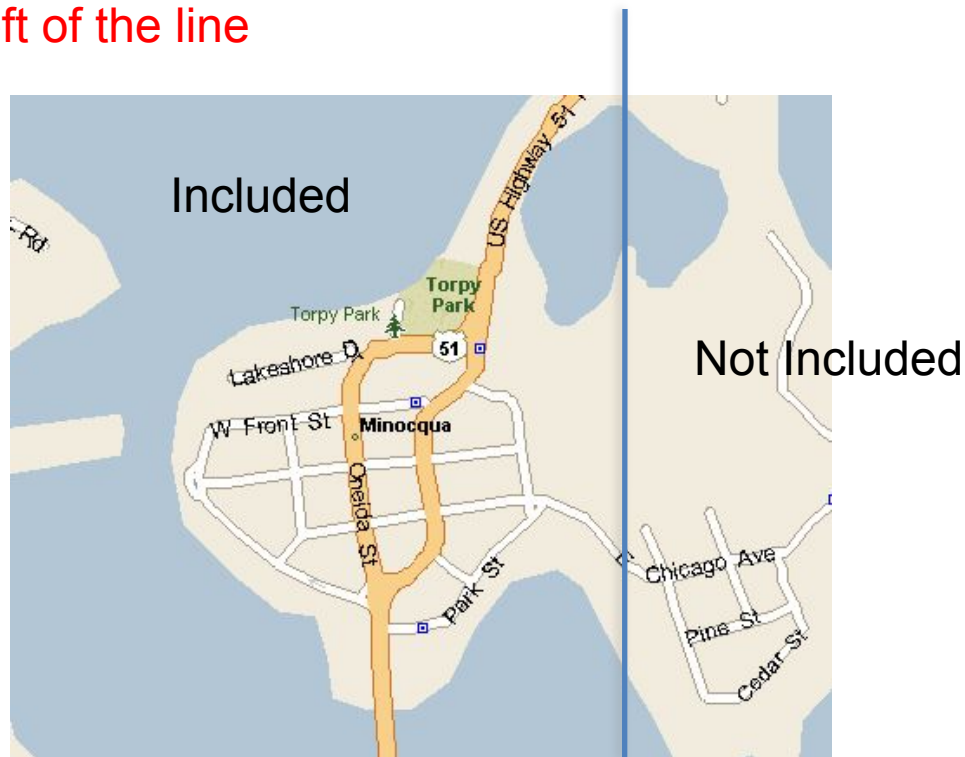 ft of the line
US Highway 51
Included
Rd
Torpy
Park
Torpy Park
51
Lakeshore D
Not Included
W Front St
Minocqua
Oneida St
E
Chicago Ave
Park St
Pine St
Cedar St